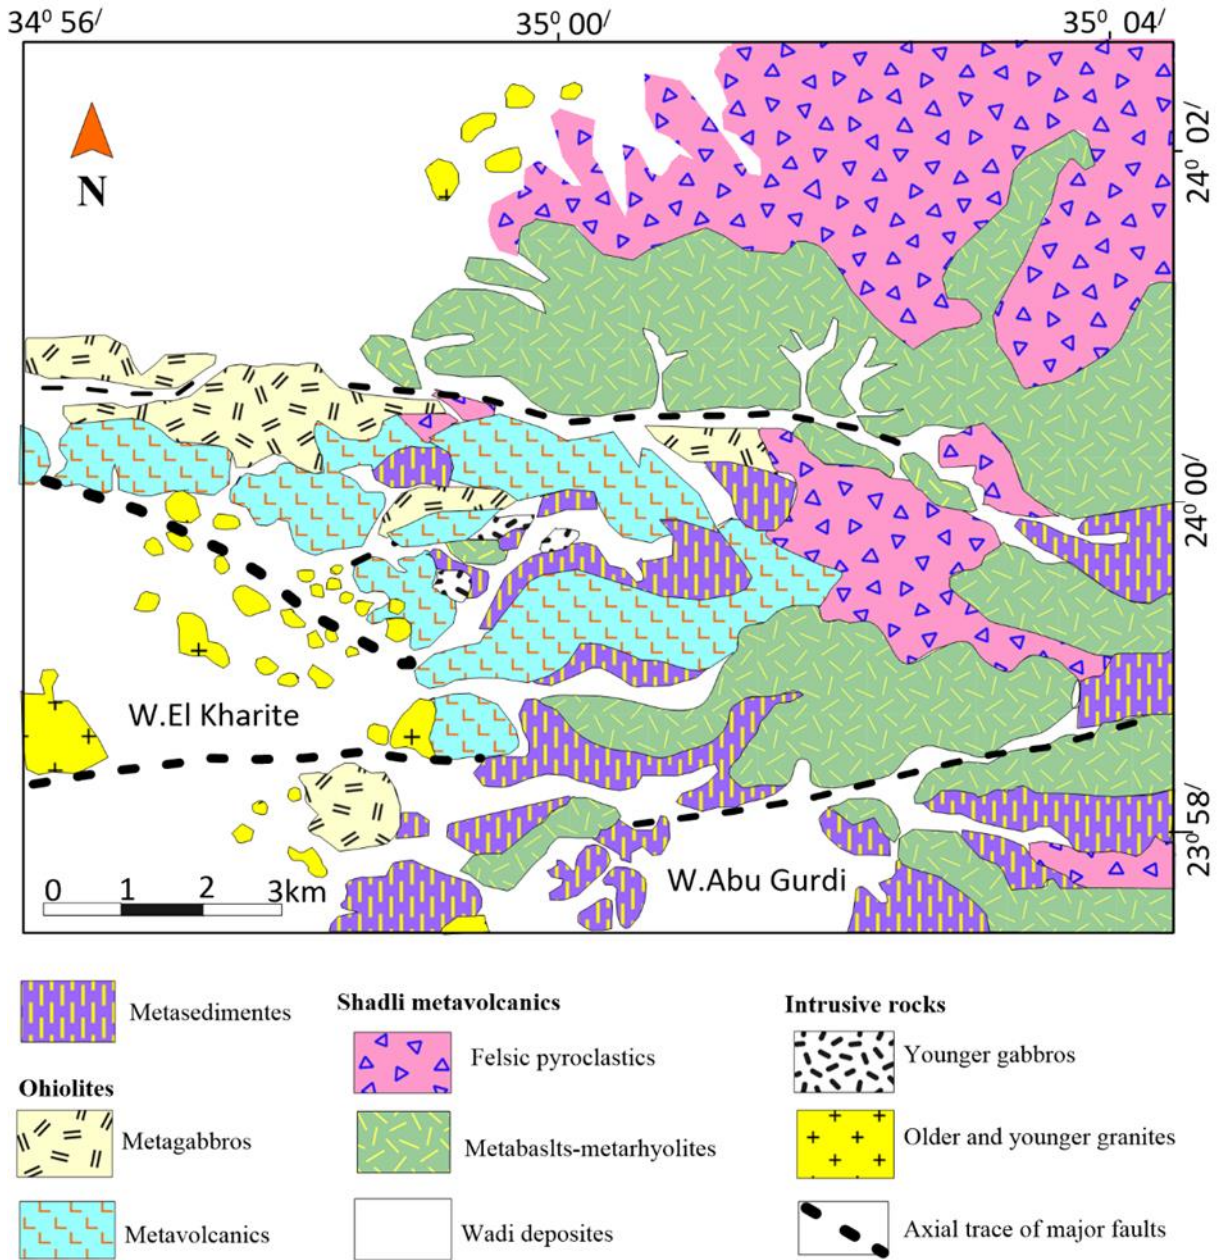 34⁰ 56/ 35⁰ 00/ 35⁰ 04/
24⁰ 02/
N
24⁰ 00/
W.El Kharite
23⁰ 58/
W.Abu Gurdi
0 1 2 3km
Metasedimentes
Ohiolites
Metagabbros
Metavolcanics
Shadli metavolcanics
Felsic pyroclastics
Metabaslts-metarhyolites
Wadi deposites
Intrusive rocks
Younger gabbros
Older and younger granites
Axial trace of major faults